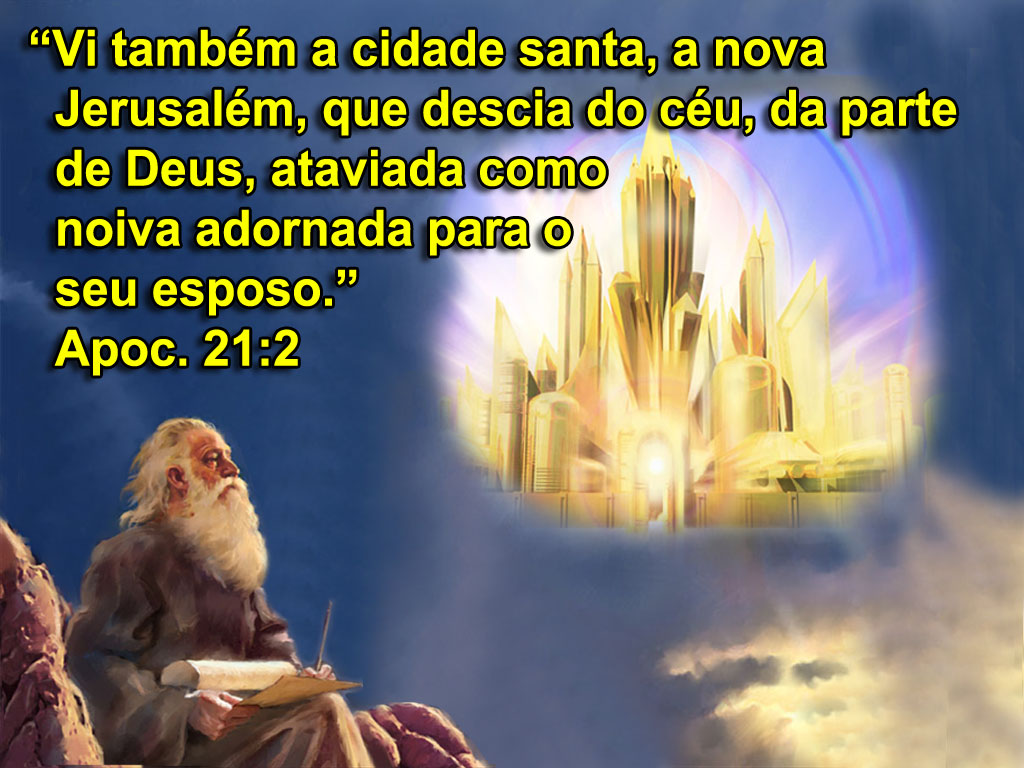 “Vi também a cidade santa, a nova
Jerusalém, que descia do céu, da parte
de Deus, ataviada como
noiva adornada para o
seu esposo.”
Apoc. 21:2